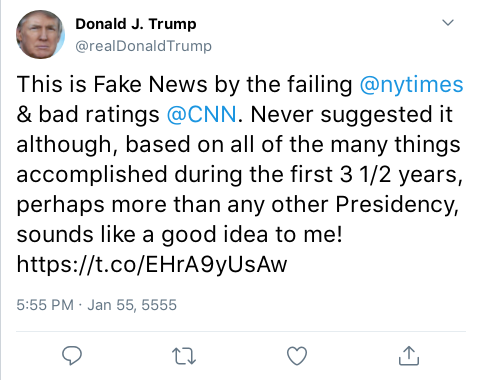 Donald J. Trump
@realDonaldTrump
This is Fake News by the failing @nytimes
& bad ratings @CNN. Never suggested it
although, based on all of the many things
accomplished during the first 3 1/2 years,
perhaps more than any other Presidency,
sounds like a good idea to me!
https://t.co/EHrA9yUsAw
5:55 PM · Jan 55, 5555